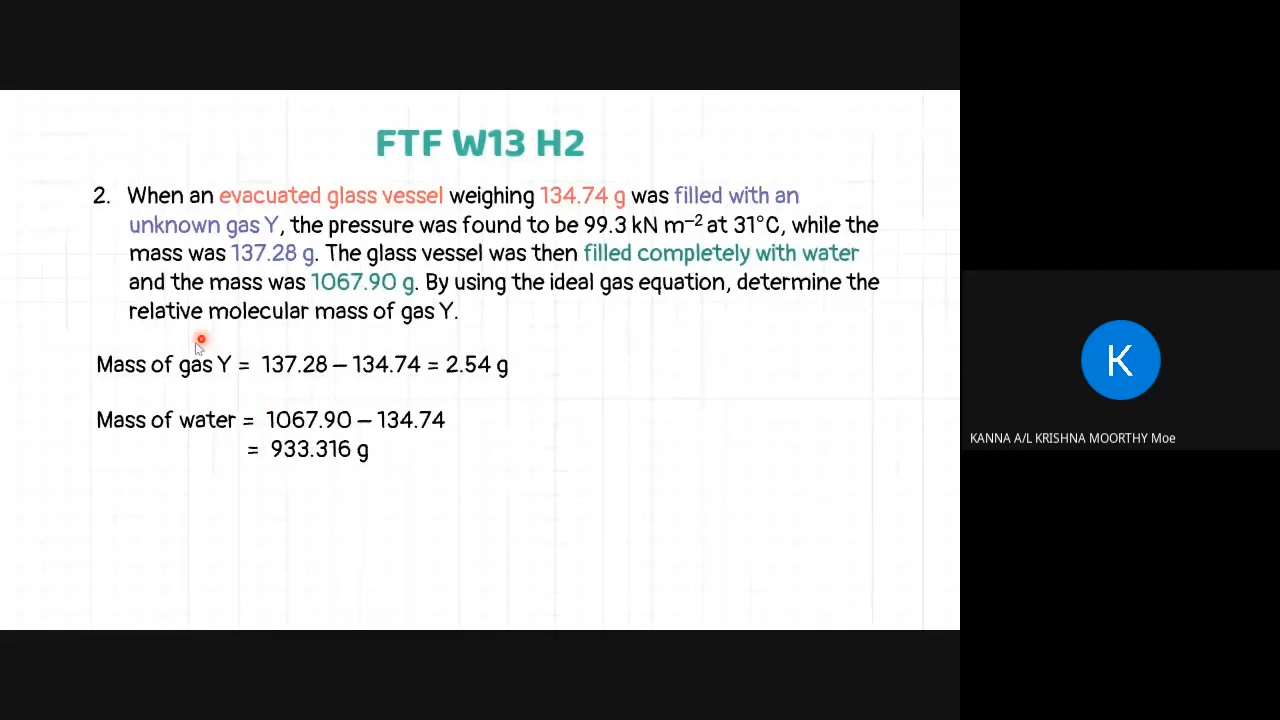 FTF W13 H2
2. When an evacuated glass vessel weighing 134.74 g was filled with an
unknown gas Y, the pressure was found to be 99.3 kN m⁻² at 31°C, while the
mass was 137.28 g. The glass vessel was then filled completely with water
and the mass was 1067.90 g. By using the ideal gas equation, determine the
relative molecular mass of gas Y.
Mass of gas Y = 137.28 – 134.74 = 2.54 g
Mass of water = 1067.90 – 134.74
= 933.316 g
K
KANNA A/L KRISHNA MOORTHY Moe